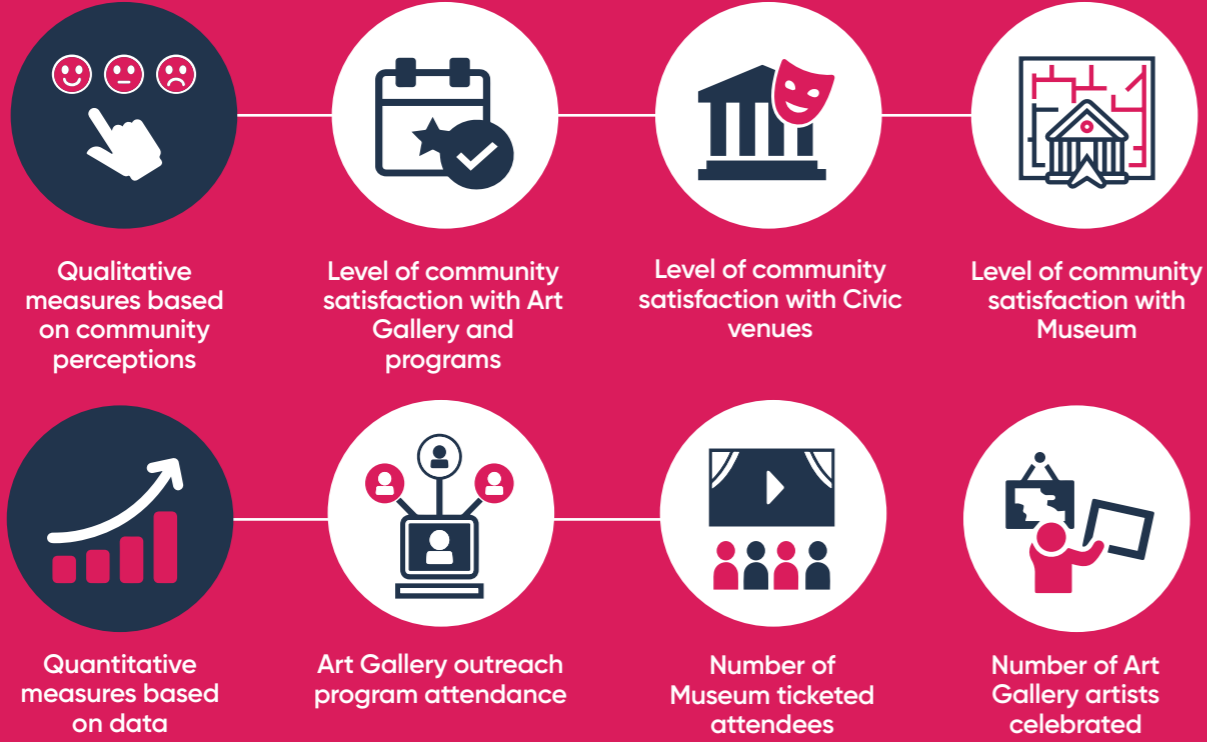 Qualitative
measures based
on community
perceptions
Level of community
satisfaction with Art
Gallery and
programs
Level of community
satisfaction with Civic
venues
Level of community
satisfaction with
Museum
Quantitative
measures based
on data
Art Gallery outreach
program attendance
Number of
Museum ticketed
attendees
Number of Art
Gallery artists
celebrated